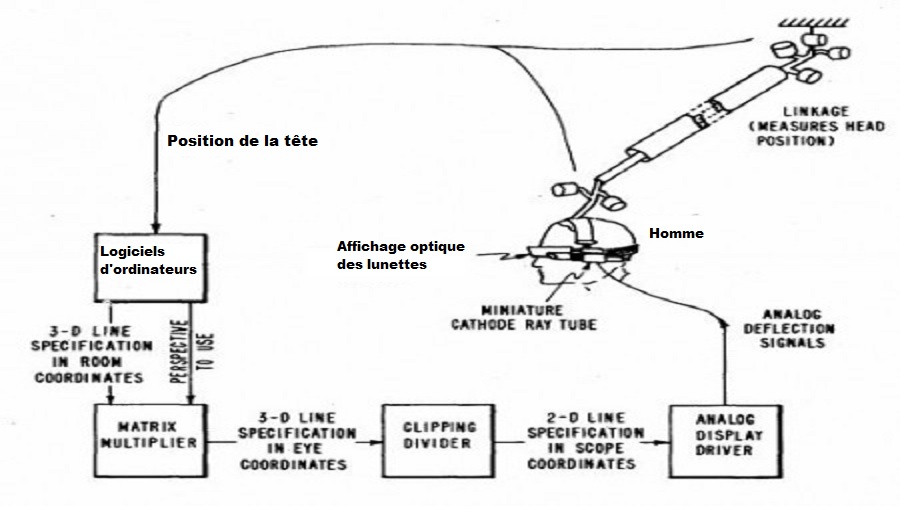 LINKAGE
(MEASURES HEAD
POSITION)
Position de la tête
Homme
Affichage optique
des lunettes
Logiciels
d'ordinateurs
MINIATURE
CATHODE RAY TUBE
ANALOG
DEFLECTION
SIGNALS
3-D LINE
SPECIFICATION
IN ROOM
COORDINATES
PERSPECTIVE
TO USE
MATRIX
MULTIPLIER
3-D LINE
SPECIFICATION
IN EYE
COORDINATES
CLIPPING
DIVIDER
2-D LINE
SPECIFICATION
IN SCOPE
COORDINATES
ANALOG
DISPLAY
DRIVER